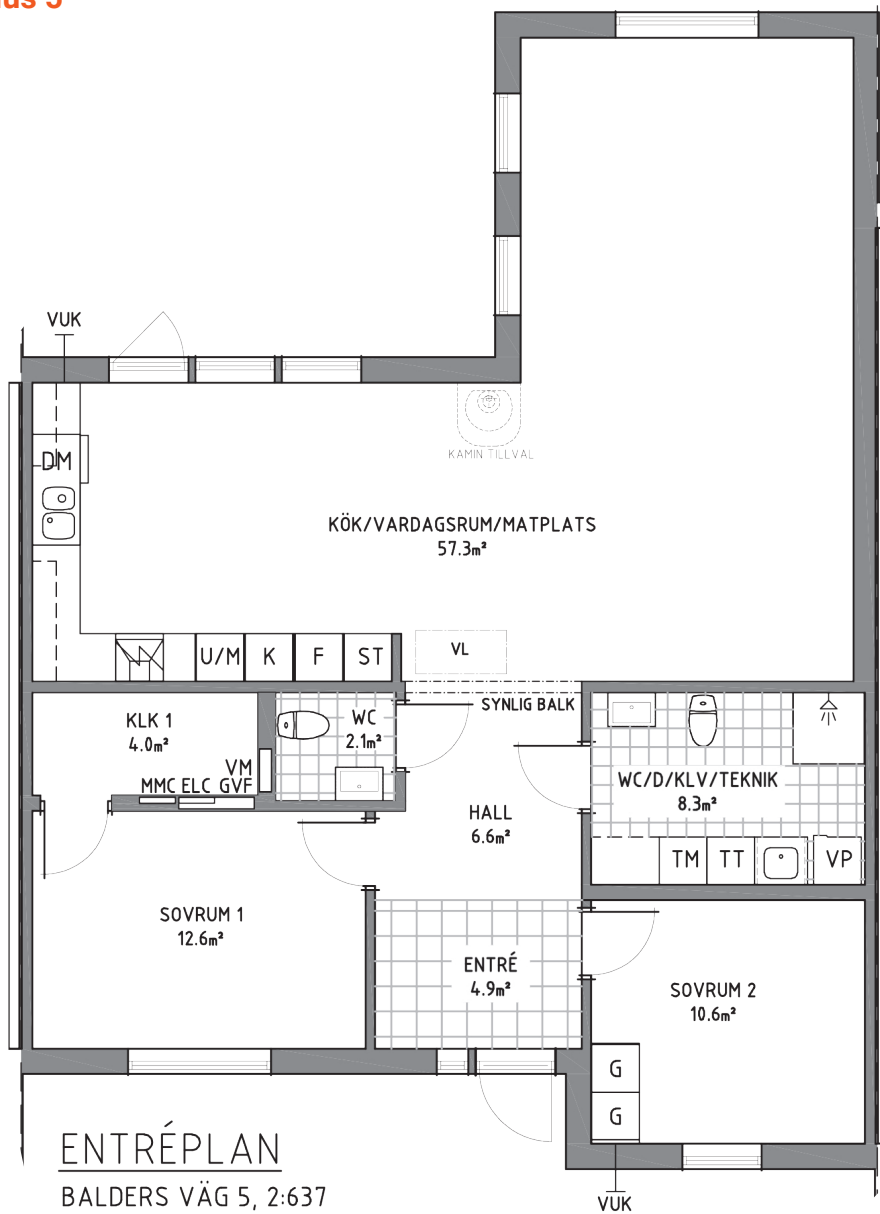 VUK
DM
KAMIN TILLVAL
KÖK/VARDAGSRUM/MATPLATS
57.3m²
U/M K F ST
VL
SYNLIG BALK
KLK 1
4.0m²
WC
2.1m²
VM
MMC ELC GVF
WC/D/KLV/TEKNIK
8.3m²
HALL
6.6m²
TM TT VP
SOVRUM 1
12.6m²
ENTRÉ
4.9m²
SOVRUM 2
10.6m²
G
G
ENTRÉPLAN
BALDERS VÄG 5, 2:637
VUK